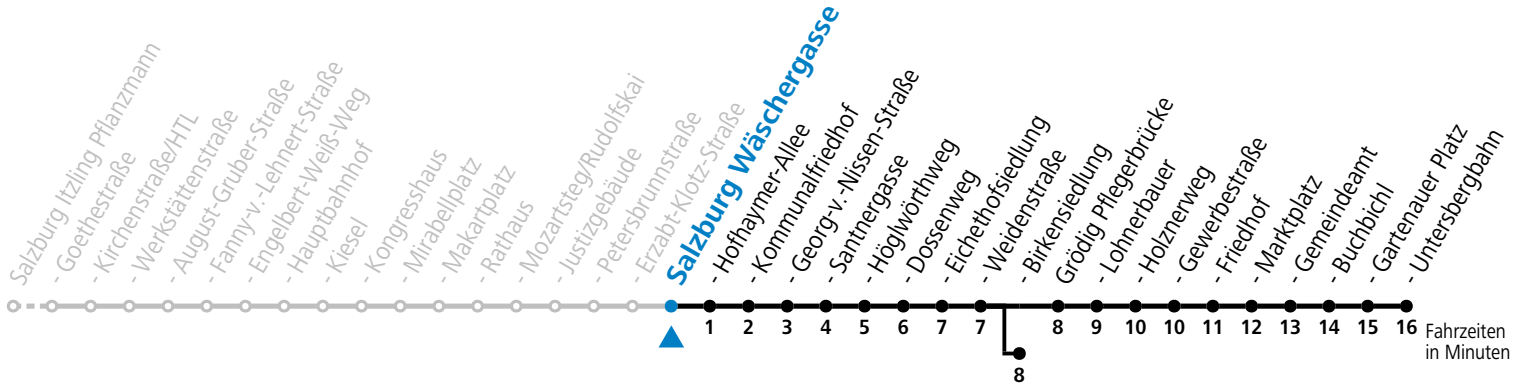 Salzburg Itzling Pflanzmann
- Goethestraße
- Kirchenstraße/HTL
- Werkstättenstraße
- August-Gruber-Straße
- Fanny-v.-Lehnert-Straße
- Engelbert-Weiß-Weg
- Hauptbahnhof
- Kiesel
- Kongresshaus
- Mirabellplatz
- Makartplatz
- Rathaus
- Mozartsteg/Rudolfskai
- Justizgebäude
- Petersbrunnstraße
- Erzabt-Klotz-Straße
Salzburg Wäschergasse
- Hofhaymer-Allee
- Kommunalfriedhof
- Georg-v.-Nissen-Straße
- Santnergasse
- Höglwörthweg
- Dossenweg
- Eichethofsiedlung
- Weidenstraße
- Birkensiedlung
Grödig Pflegerbrücke
- Lohnerbauer
- Holznerweg
- Gewerbestraße
- Friedhof
- Marktplatz
- Gemeindeamt
- Buchbichl
- Gartenauer Platz
- Untersbergbahn
1 2 3 4 5 6 7 7 8 9 10 10 11 12 13 14 15 16
Fahrzeiten
in Minuten
8